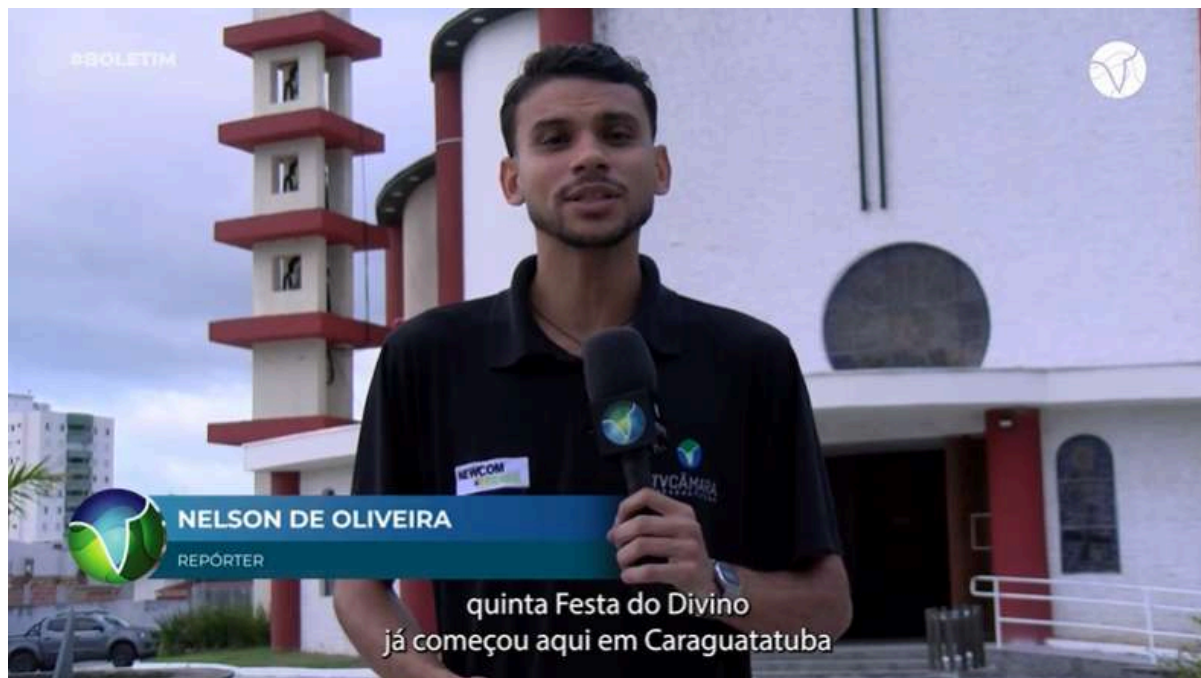 #BOLETIM
NEWCOM
TVCÂMARA
NELSON DE OLIVEIRA
REPÓRTER
quinta Festa do Divino
já começou aqui em Caraguatatuba